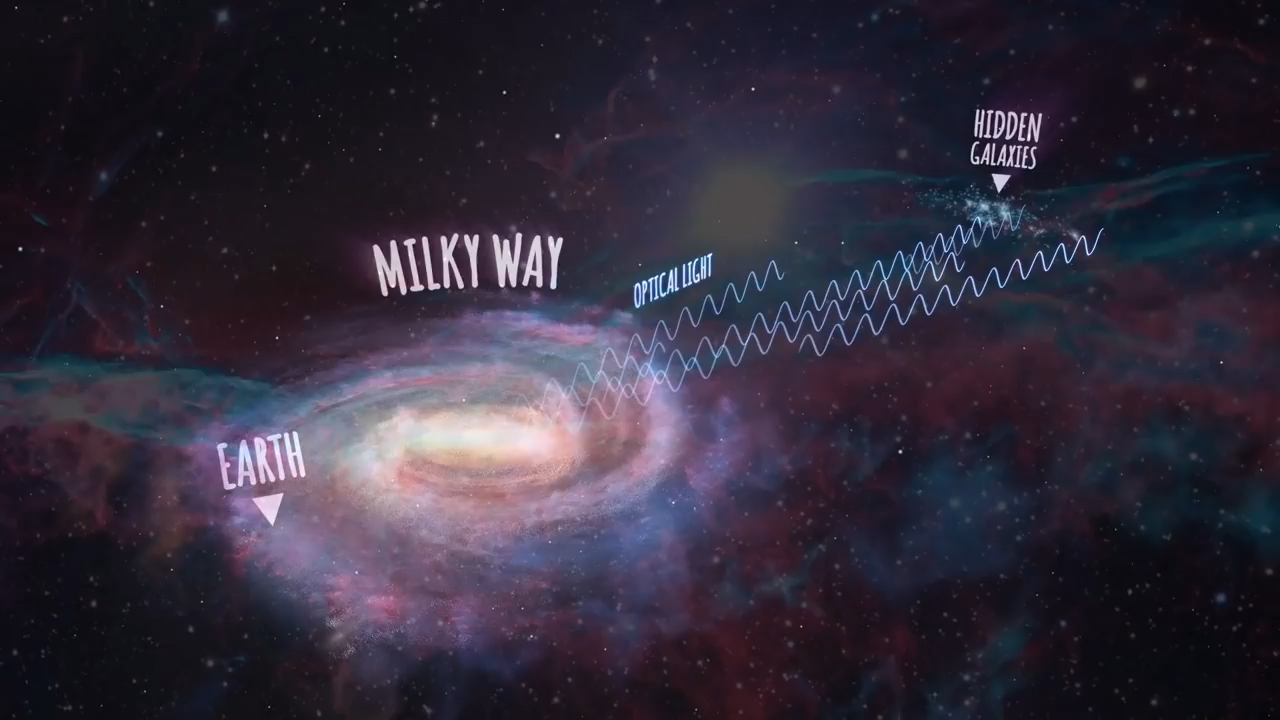 HIDDEN
GALAXIES
MILKY WAY
OPTICAL LIGHT
EARTH